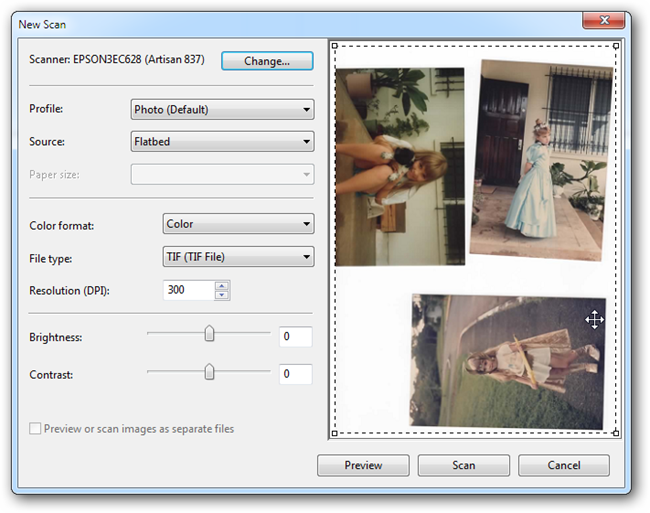 New Scan
Scanner: EPSON3EC628 (Artisan 837)
Change...
Profile:
Photo (Default)
Source:
Flatbed
Paper size:
Color format:
Color
File type:
TIF (TIF File)
Resolution (DPI):
300
Brightness:
0
Contrast:
0
Preview or scan images as separate files
Preview
Scan
Cancel